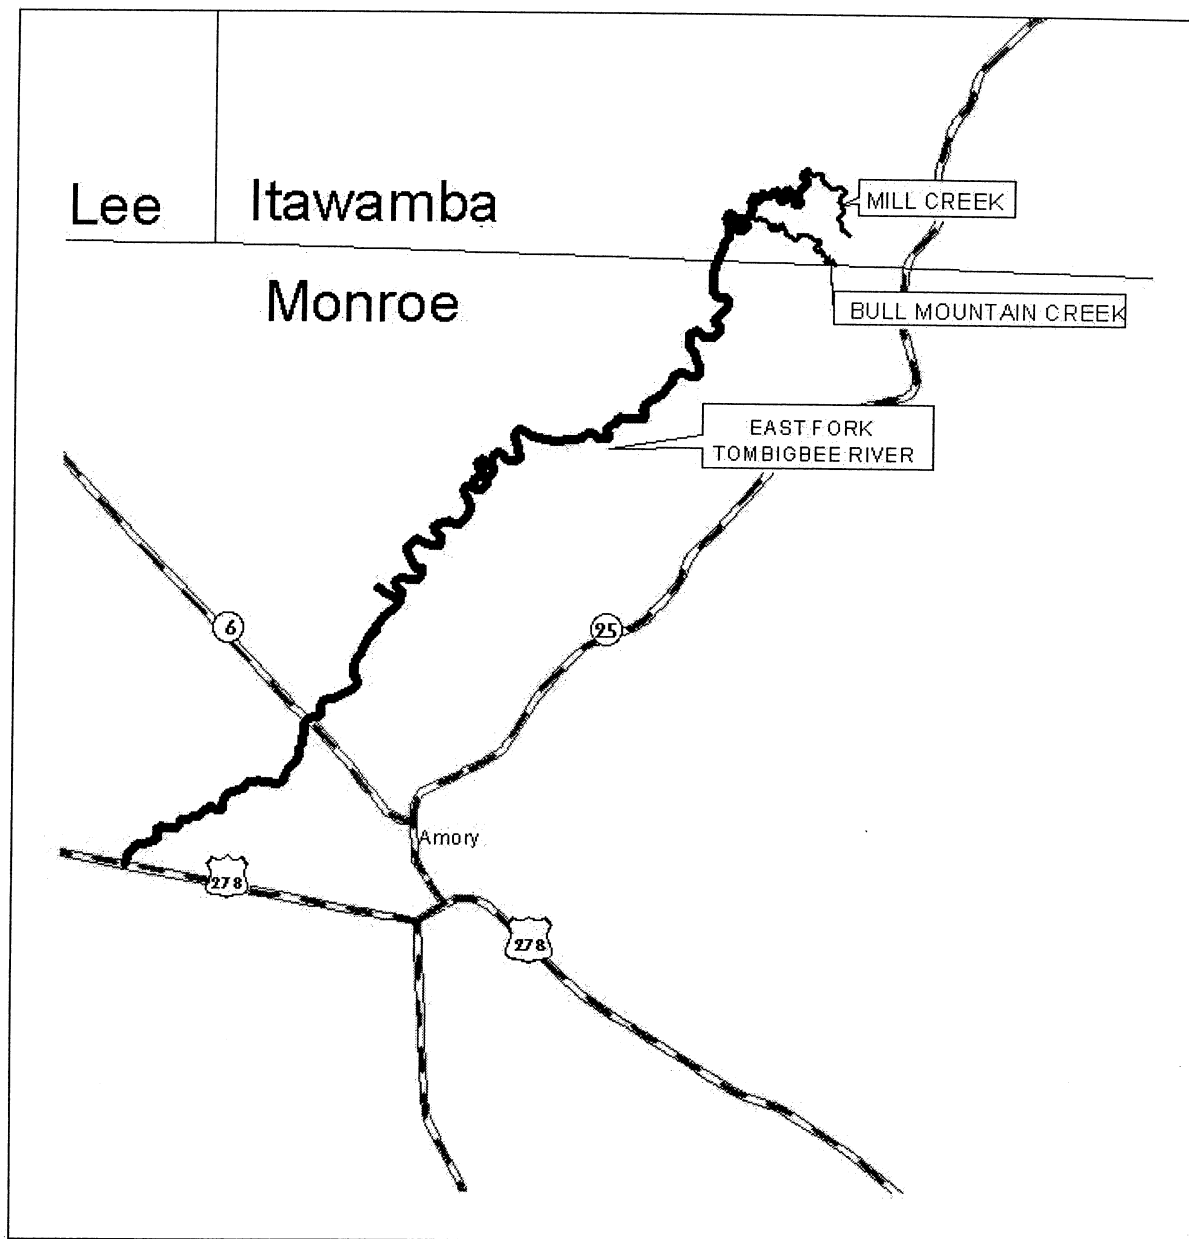 Lee
Itawamba
MILL CREEK
Monroe
BULL MOUNTAIN CREEK
EAST FORK
TOMBIGBEE RIVER
6
25
Amory
278
278